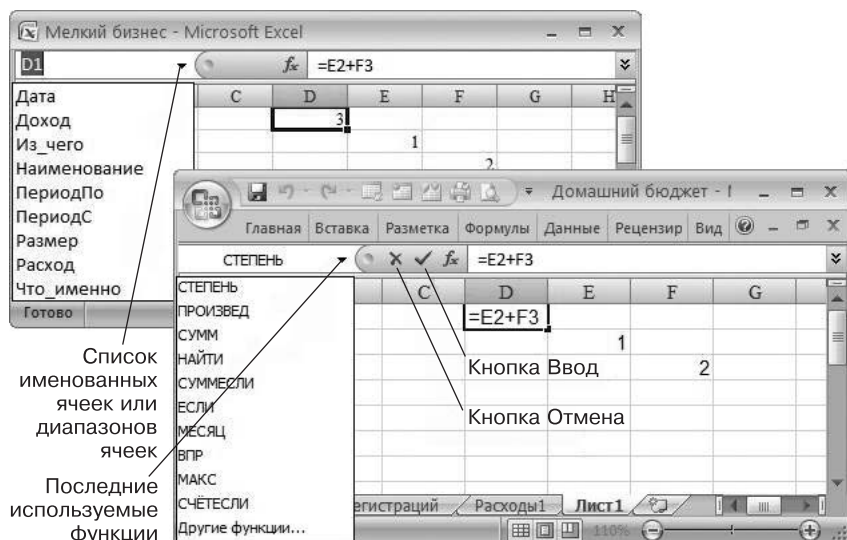 Мелкий бизнес - Microsoft Excel
D1
fx =E2+F3
C D E F G H
Дата
Доход
Из_чего
Наименование
ПериодПо
ПериодС
Размер
Расход
Что_именно
3
1
2
Готово
Домашний бюджет -
Главная Вставка Разметка Формулы Данные Рецензир Вид
СТЕПЕНЬ
fx =E2+F3
C D E F G
СТЕПЕНЬ
ПРОИЗВЕД
СУММ
НАЙТИ
СУММЕСЛИ
ЕСЛИ
МЕСЯЦ
ВПР
МАКС
СЧЁТЕСЛИ
Другие функции...
=E2+F3
1
2
Кнопка Ввод
Кнопка Отмена
егистраций Расходы1 Лист1
110%
Список
именованных
ячеек или
диапазонов
ячеек
Последние
используемые
функции